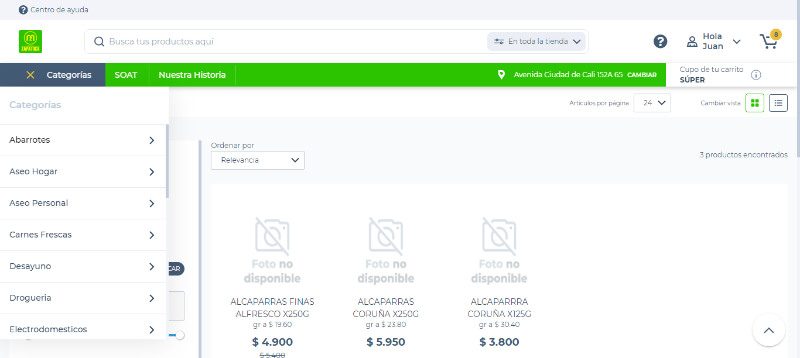 Centro de ayuda
Busca tus productos aquí
En toda la tienda
Hola
Juan
8
Categorías
SOAT
Nuestra Historia
Avenida Ciudad de Cali 152A 65 CAMBIAR
Cupo de tu carrito
SÚPER
Categorías
Artículos por página
24
Cambiar vista
Abarrotes
Aseo Hogar
Aseo Personal
Carnes Frescas
Desayuno
Drogueria
Electrodomesticos
CAR
Ordenar por
Relevancia
3 productos encontrados
Foto no
disponible
ALCAPARRAS FINAS
ALFRESCO X250G
gr a $ 19.60
$ 4.900
$ 5.400
Foto no
disponible
ALCAPARRAS
CORUÑA X250G
gr a $ 23.80
$ 5.950
Foto no
disponible
ALCAPARRRA
CORUÑA X125G
gr a $ 30.40
$ 3.800